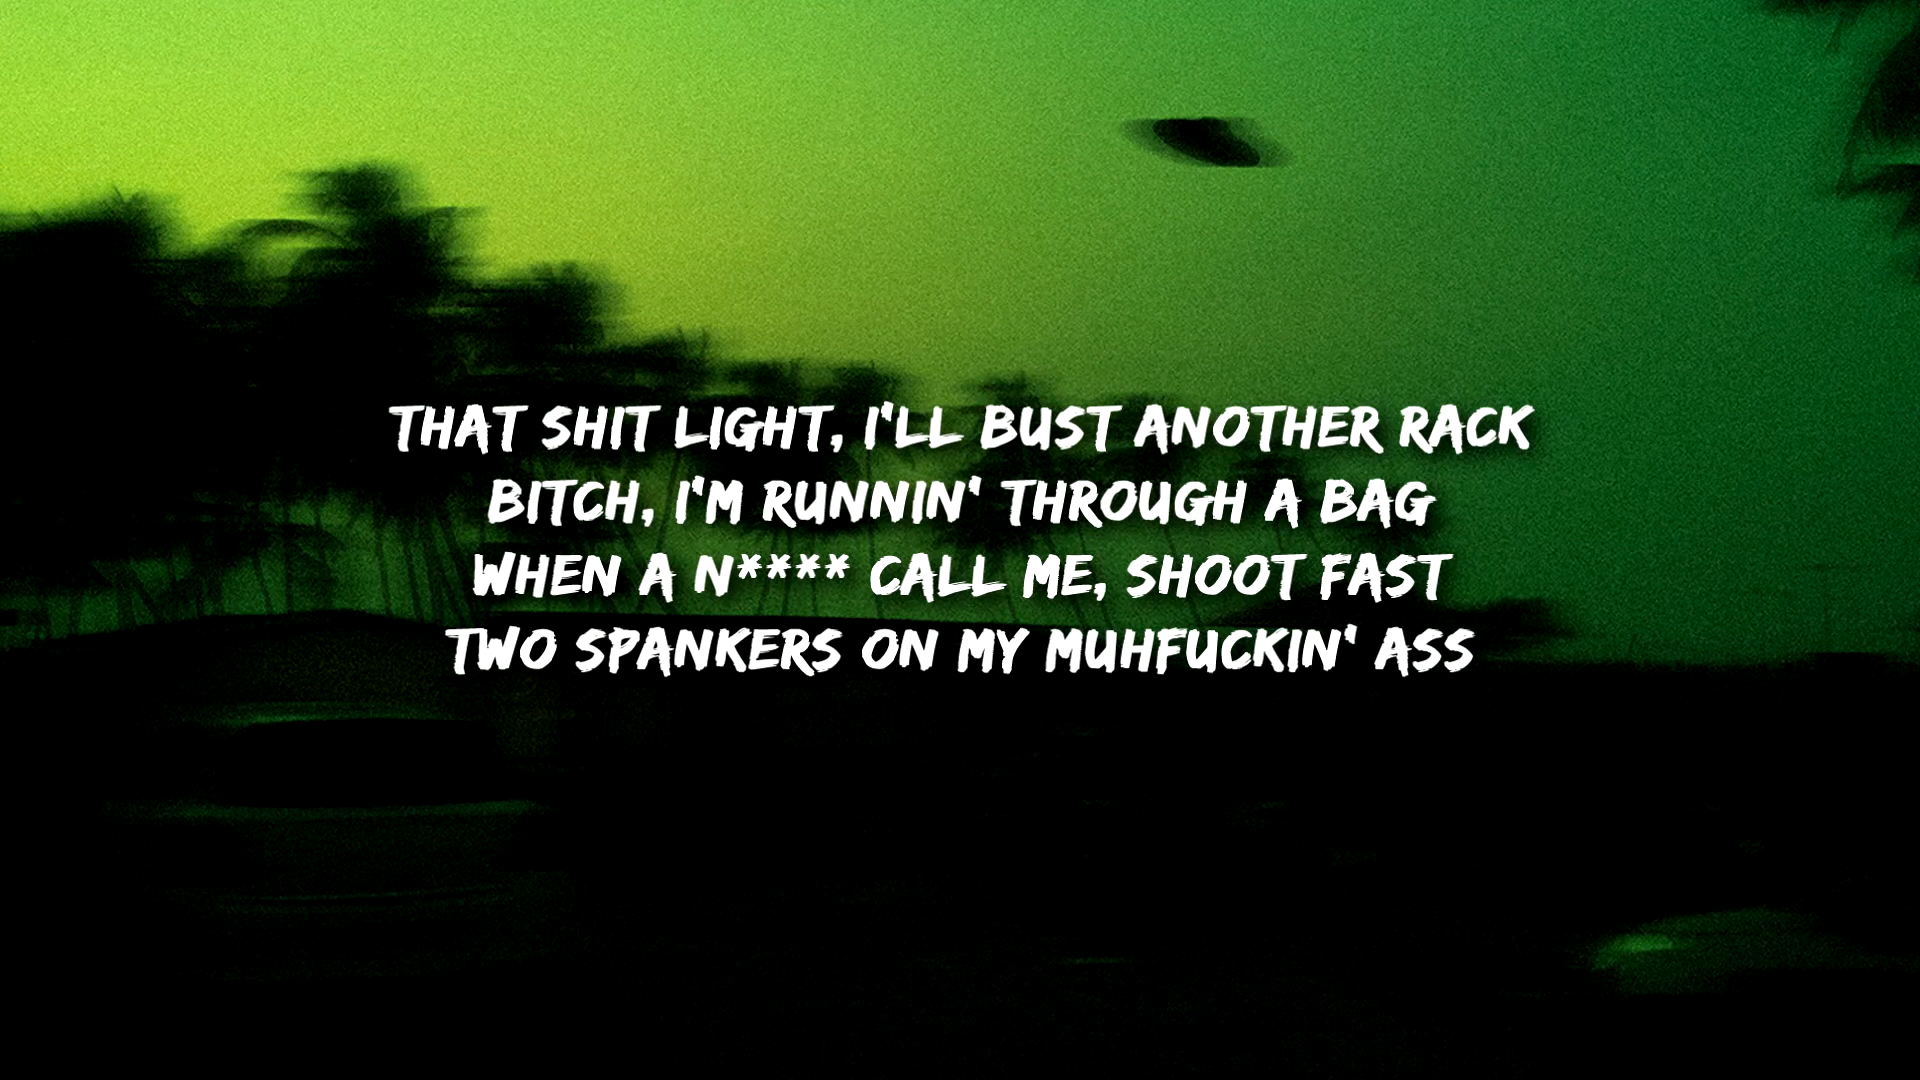 THAT SHIT LIGHT, I'LL BUST ANOTHER RACK
BITCH, I'M RUNNIN' THROUGH A BAG
WHEN A N**** CALL ME, SHOOT FAST
TWO SPANKERS ON MY MUHFUCKIN' ASS